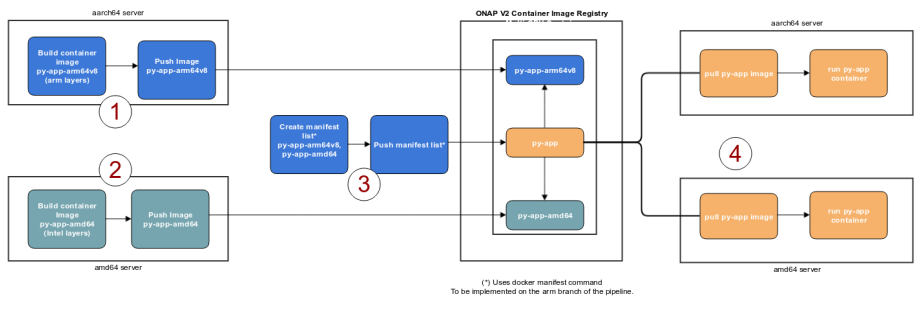 aarch64 server
Build container
image
py-app-arm64v8
(arm layers)
Push Image
py-app-arm64v8
1
2
Build container
Image
py-app-amd64
(Intel layers)
Push Image
py-app-amd64
amd64 server
Create manifest
list*
py-app-arm64v8,
py-app-amd64
Push manifest list*
3
ONAP V2 Container Image Registry
py-app-arm64v8
py-app
py-app-amd64
(*) Uses docker manifest command
To be implemented on the arm branch of the pipeline.
aarch64 server
pull py-app image
run py-app
container
4
pull py-app image
run py-app
container
amd64 server